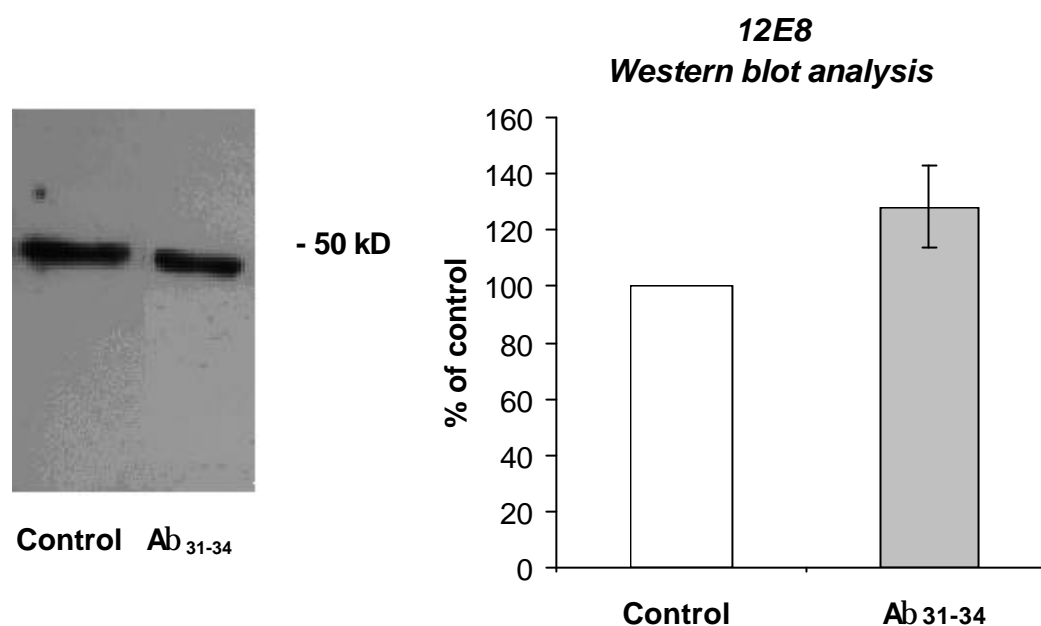 12E8
Western blot analysis
- 50 kD
Control Ab 31-34
% of control
160
140
120
100
80
60
40
20
0
Control Ab 31-34